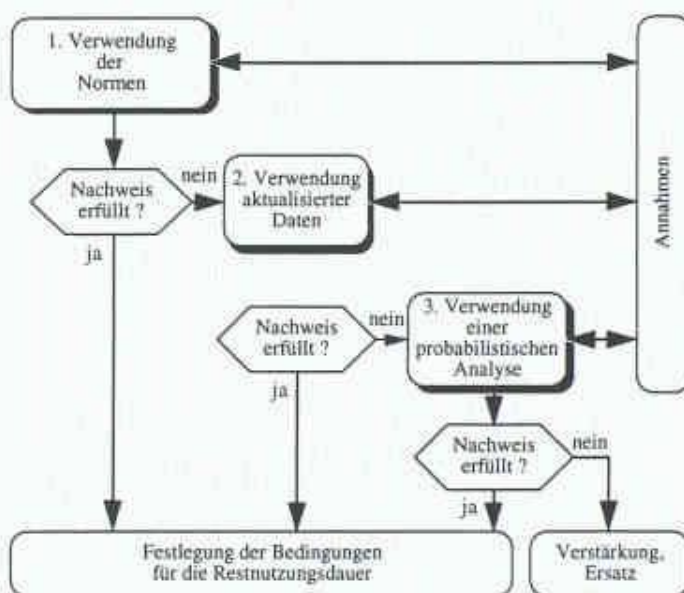 1. Verwendung
der
Normen
Nachweis
erfüllt ?
nein
ja
2. Verwendung
aktualisierter
Daten
Annahmen
Nachweis
erfüllt ?
nein
ja
3. Verwendung
einer
probabilistischen
Analyse
Nachweis
erfüllt ?
nein
ja
Festlegung der Bedingungen
für die Restnutzungsdauer
Verstärkung,
Ersatz